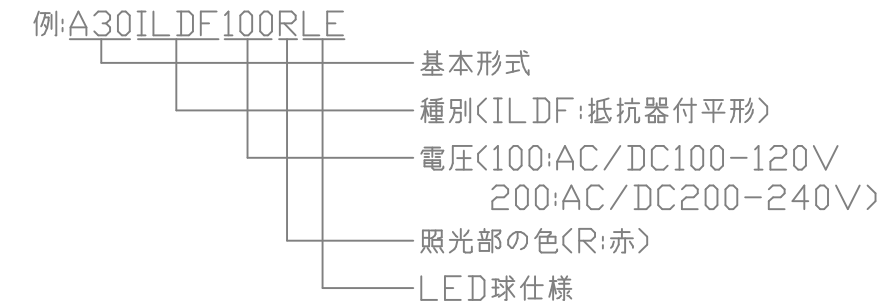 例:A30ILDF100RLE
基本形式
種別(ILDF:抵抗器付平形)
電圧(100:AC/DC100-120V
200:AC/DC200-240V)
照光部の色(R:赤)
LED球仕様